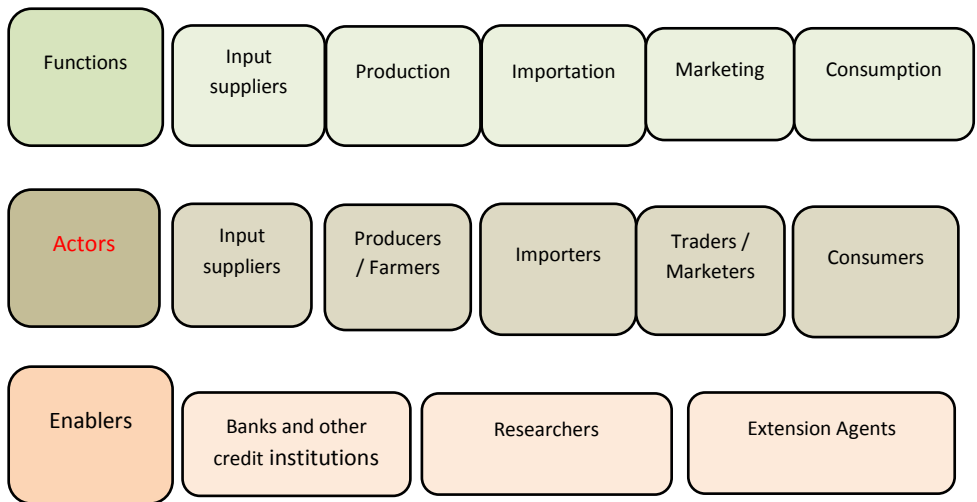 Functions
Input
suppliers
Production
Importation
Marketing
Consumption
Actors
Input
suppliers
Producers
/ Farmers
Importers
Traders /
Marketers
Consumers
Enablers
Banks and other
credit institutions
Researchers
Extension Agents